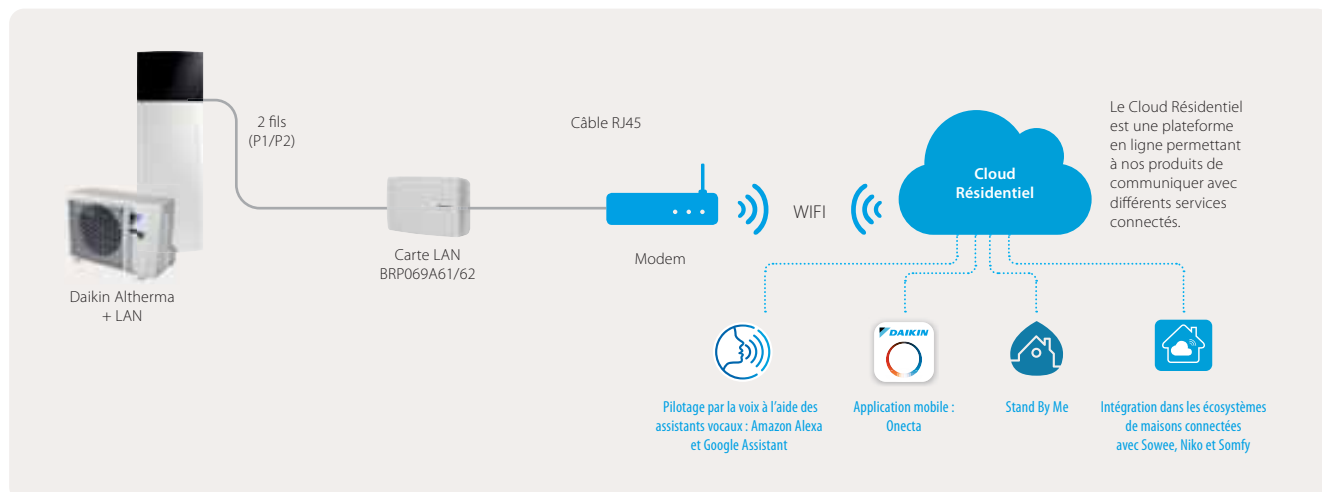 2 fils
(P1/P2)
Câble RJ45
Daikin Altherma
+ LAN
Carte LAN
BRP069A61/62
Modem
WIFI
Cloud
Résidentiel
Le Cloud Résidentiel
est une plateforme
en ligne permettant
à nos produits de
communiquer avec
différents services
connectés.
DAIKIN
Pilotage par la voix à l’aide des
assistants vocaux : Amazon Alexa
et Google Assistant
Application mobile :
Onecta
Stand By Me
Intégration dans les écosystèmes
de maisons connectées
avec Sowee, Niko et Somfy